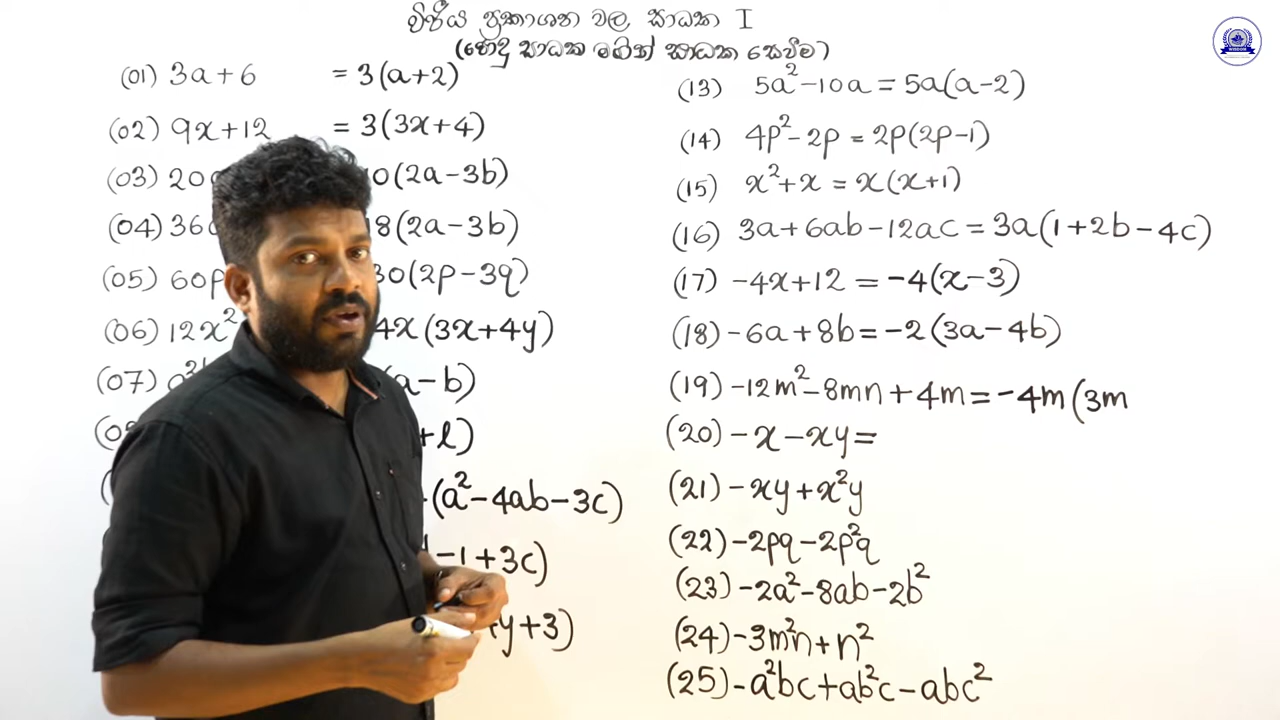 විජීය ප්‍රකාශන වල සාධක I
(පොදු සාධක මගින් සාධක සෙවීම)
(01) 3a+6 = 3(a+2)
(02) 9x+12 = 3(3x+4)
(03) 20 0(2a-3b)
(04) 36 8(2a-3b)
(05) 60p 30(2p-3q)
(06) 12x² 4x(3x+4y)
(07) a (a-b)
+l)
(a²-4ab-3c)
-1+3c)
y+3)
(13) 5a²-10a = 5a(a-2)
(14) 4p²-2p = 2p(2p-1)
(15) x²+x = x(x+1)
(16) 3a+6ab-12ac = 3a(1+2b-4c)
(17) -4x+12 = -4(x-3)
(18) -6a+8b = -2(3a-4b)
(19) -12m²-8mn+4m = -4m(3m
(20) -x-xy=
(21) -xy+x²y
(22) -2pq-2p²q
(23) -2a²-8ab-2b²
(24) -3m²n+n²
(25) -a²bc+ab²c-abc²